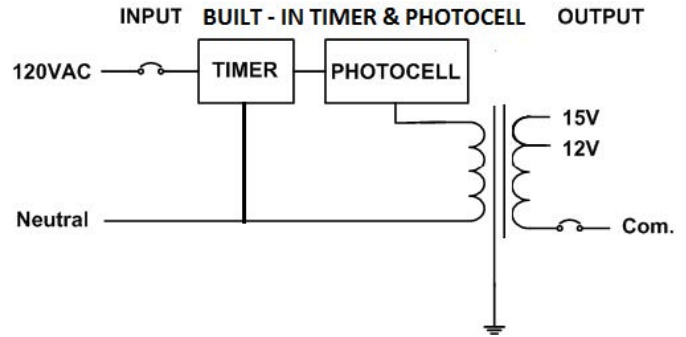 INPUT BUILT - IN TIMER & PHOTOCELL OUTPUT
120VAC TIMER PHOTOCELL
15V
12V
Neutral Com.